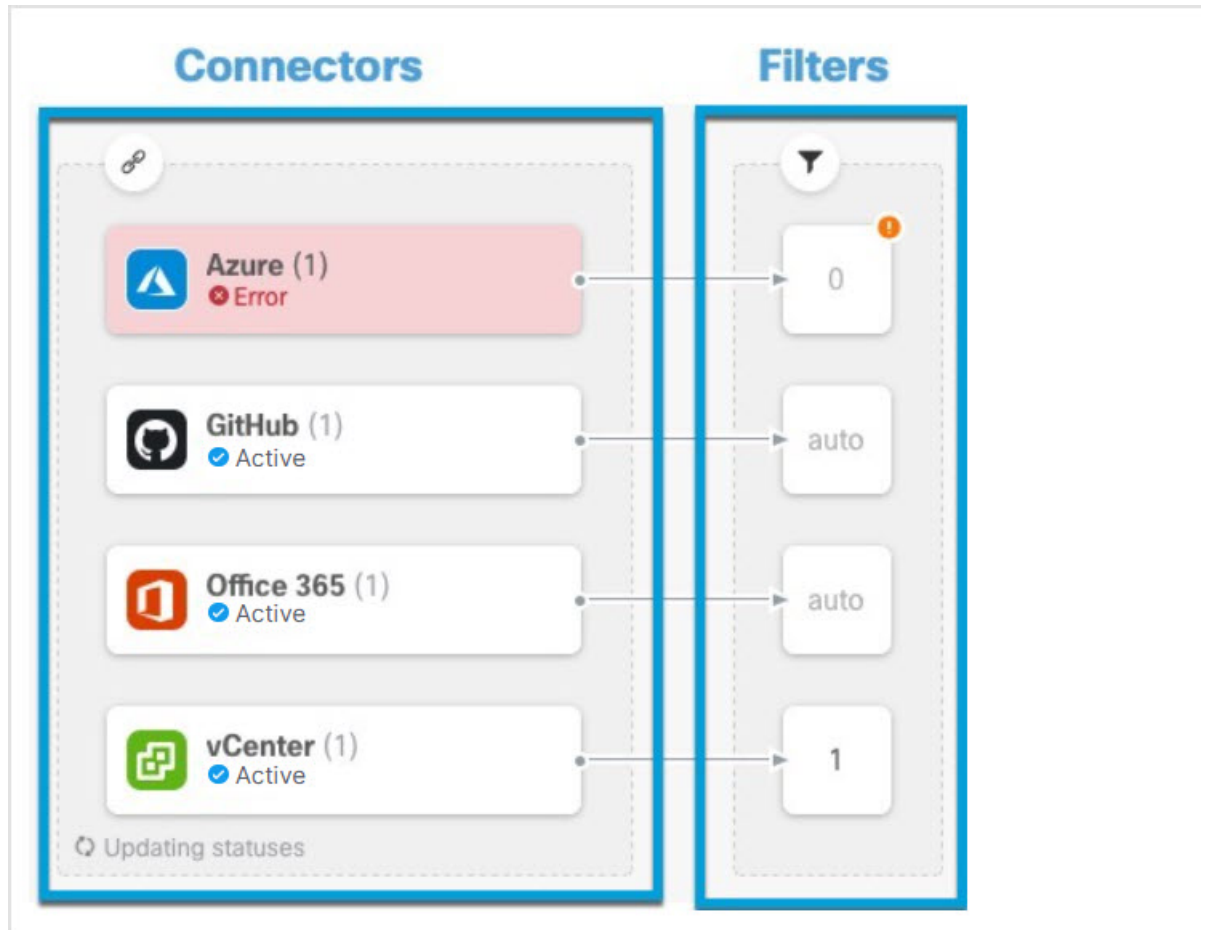 Connectors
Filters
Azure (1)
Error
0
GitHub (1)
Active
auto
Office 365 (1)
Active
auto
vCenter (1)
Active
1
Updating statuses